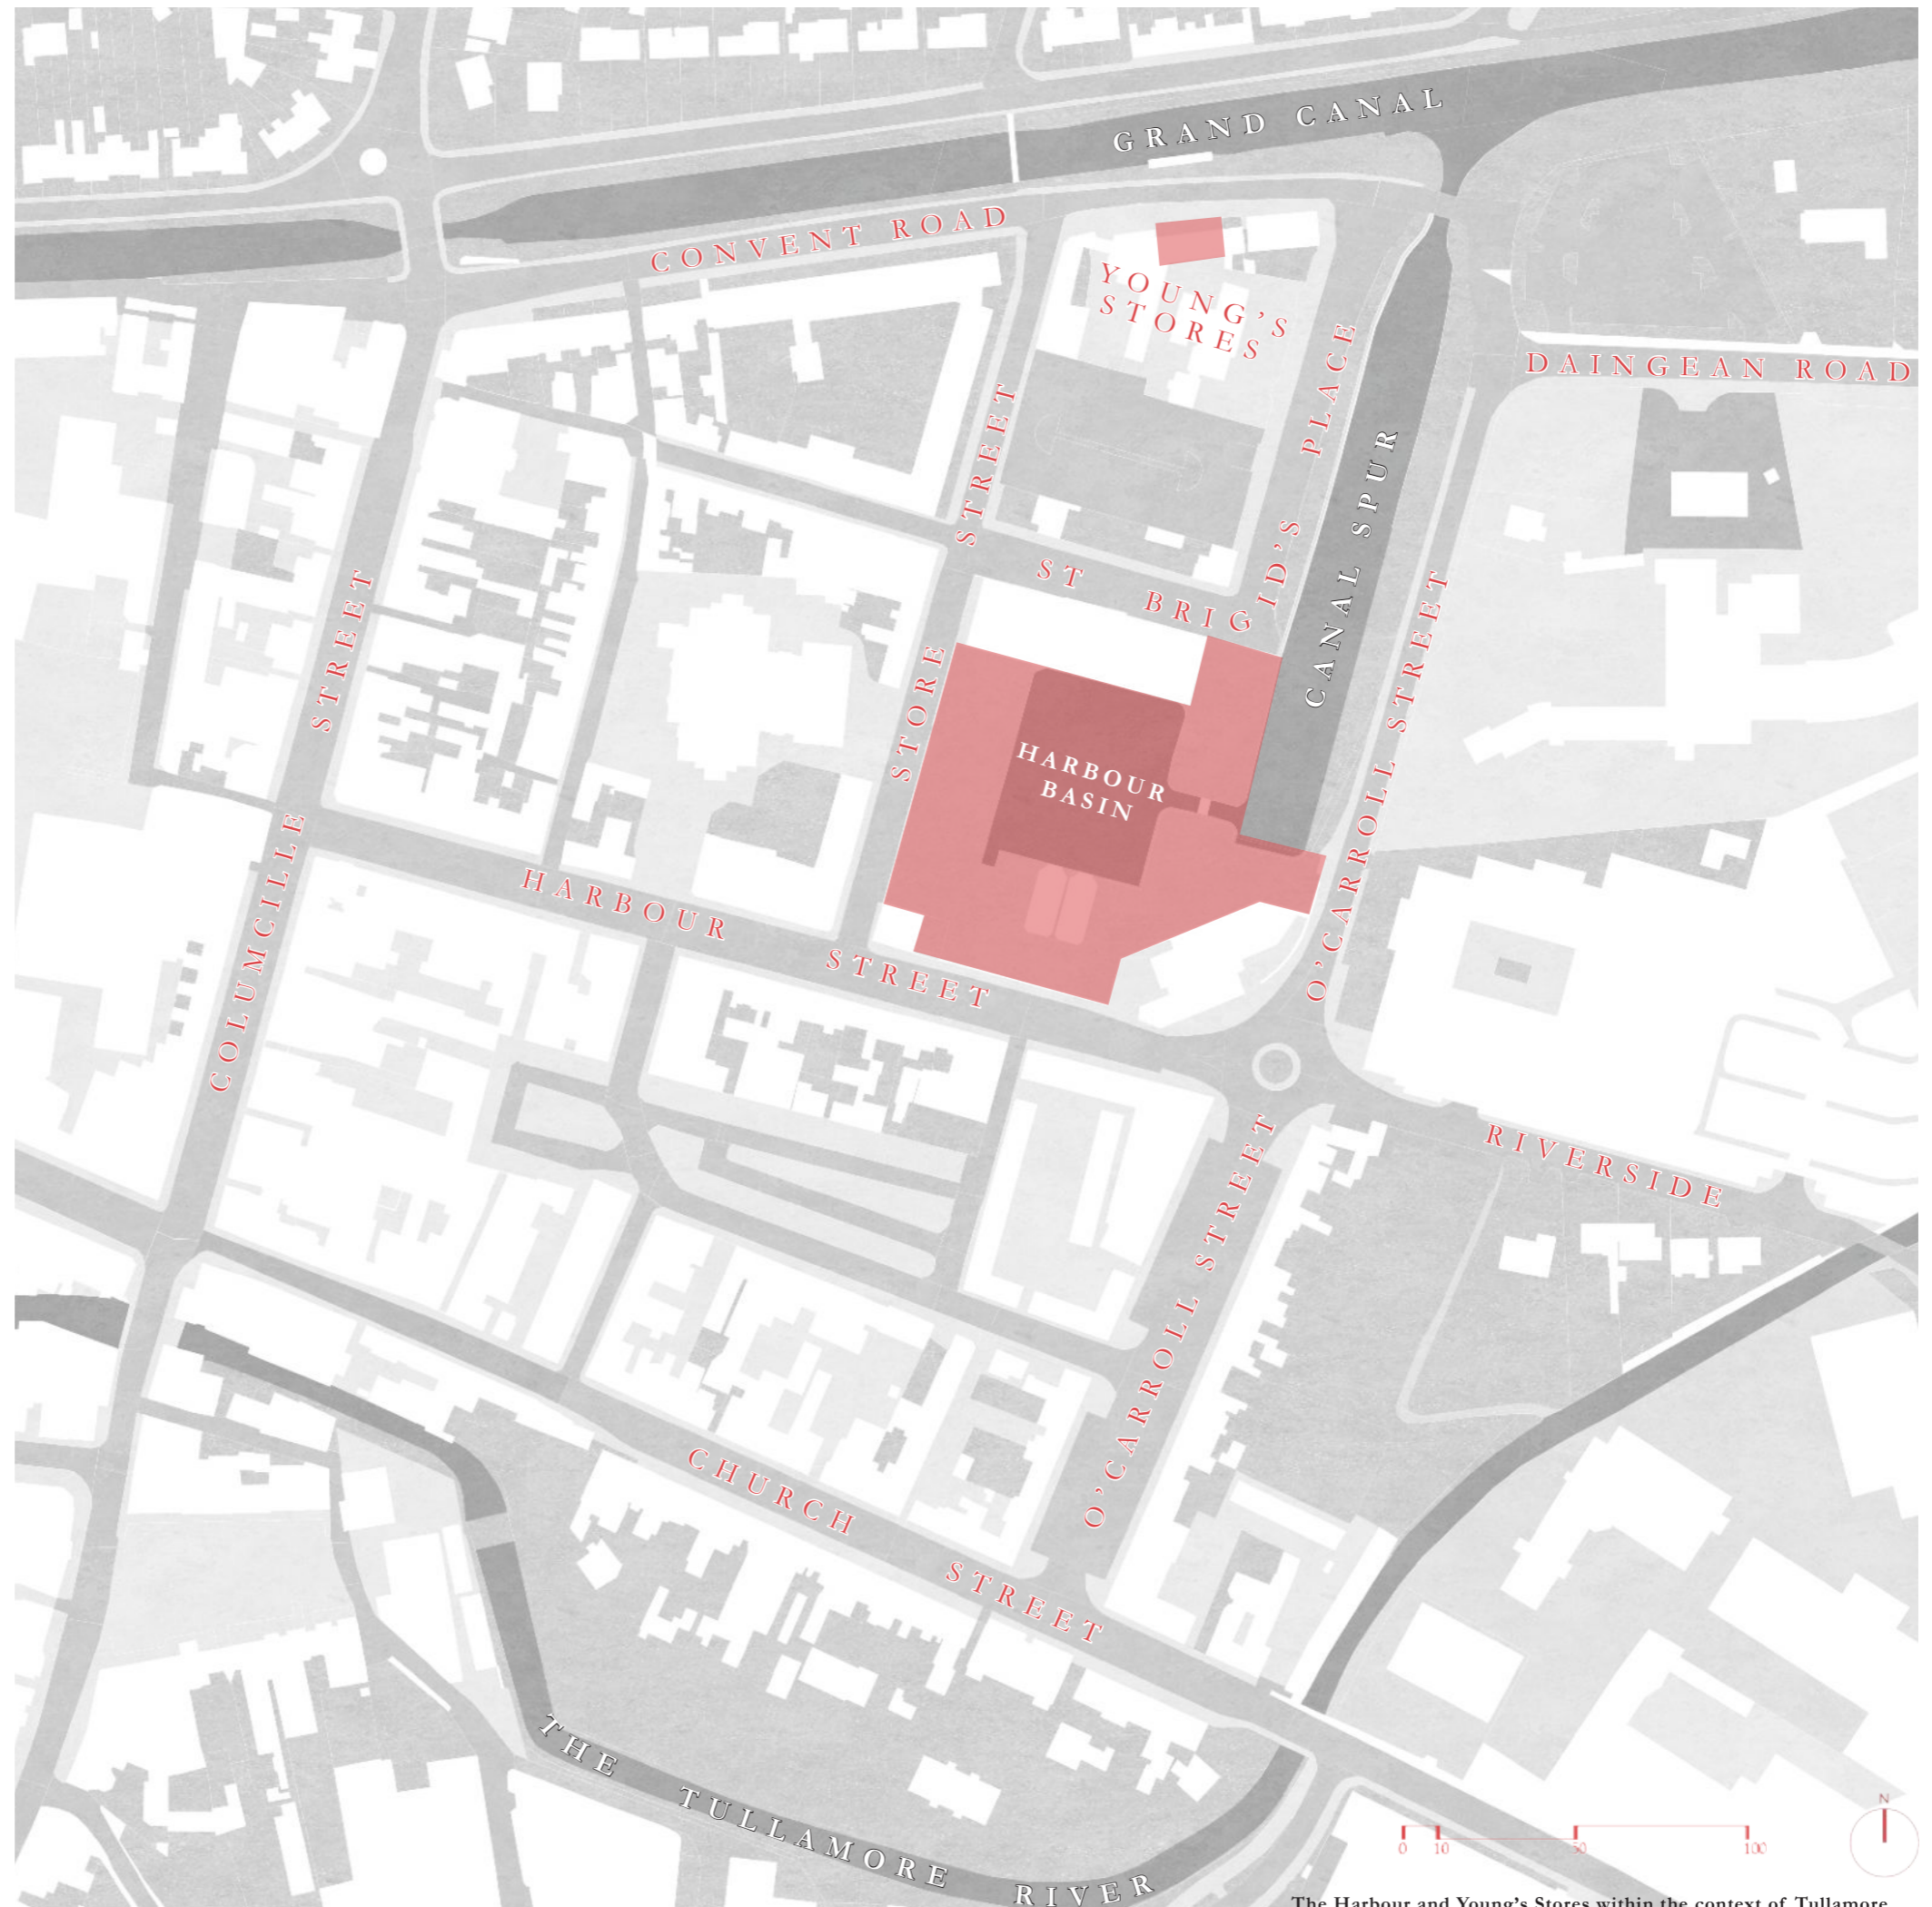 GRAND CANAL
CONVENT ROAD
YOUNG'S
STORES
DAINGEAN ROAD
ST BRIGID'S PLACE
CANAL SPUR
STORE STREET
COLUMCILLE STREET
O'CARROLL STREET
HARBOUR
BASIN
HARBOUR STREET
O'CARROLL STREET
RIVERSIDE
CHURCH STREET
THE TULLAMORE RIVER
N
0 10 50 100
The Harbour and Young's Stores within the context of Tullamore